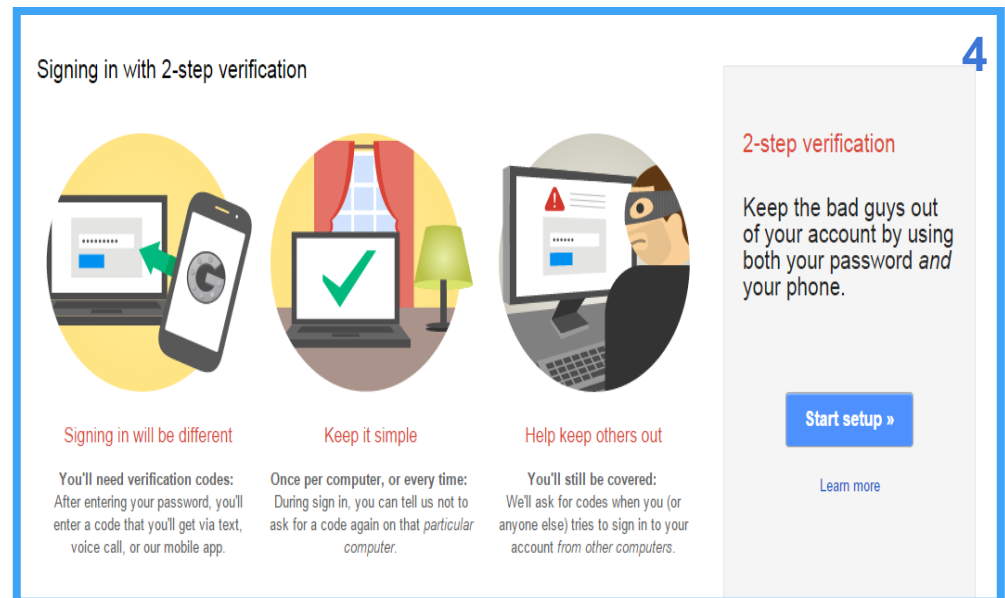 4
Signing in with 2-step verification
Signing in will be different
You'll need verification codes:
After entering your password, you'll
enter a code that you'll get via text,
voice call, or our mobile app.
Keep it simple
Once per computer, or every time:
During sign in, you can tell us not to
ask for a code again on that particular
computer.
Help keep others out
You'll still be covered:
We'll ask for codes when you (or
anyone else) tries to sign in to your
account from other computers.
2-step verification
Keep the bad guys out
of your account by using
both your password and
your phone.
Start setup »
Learn more